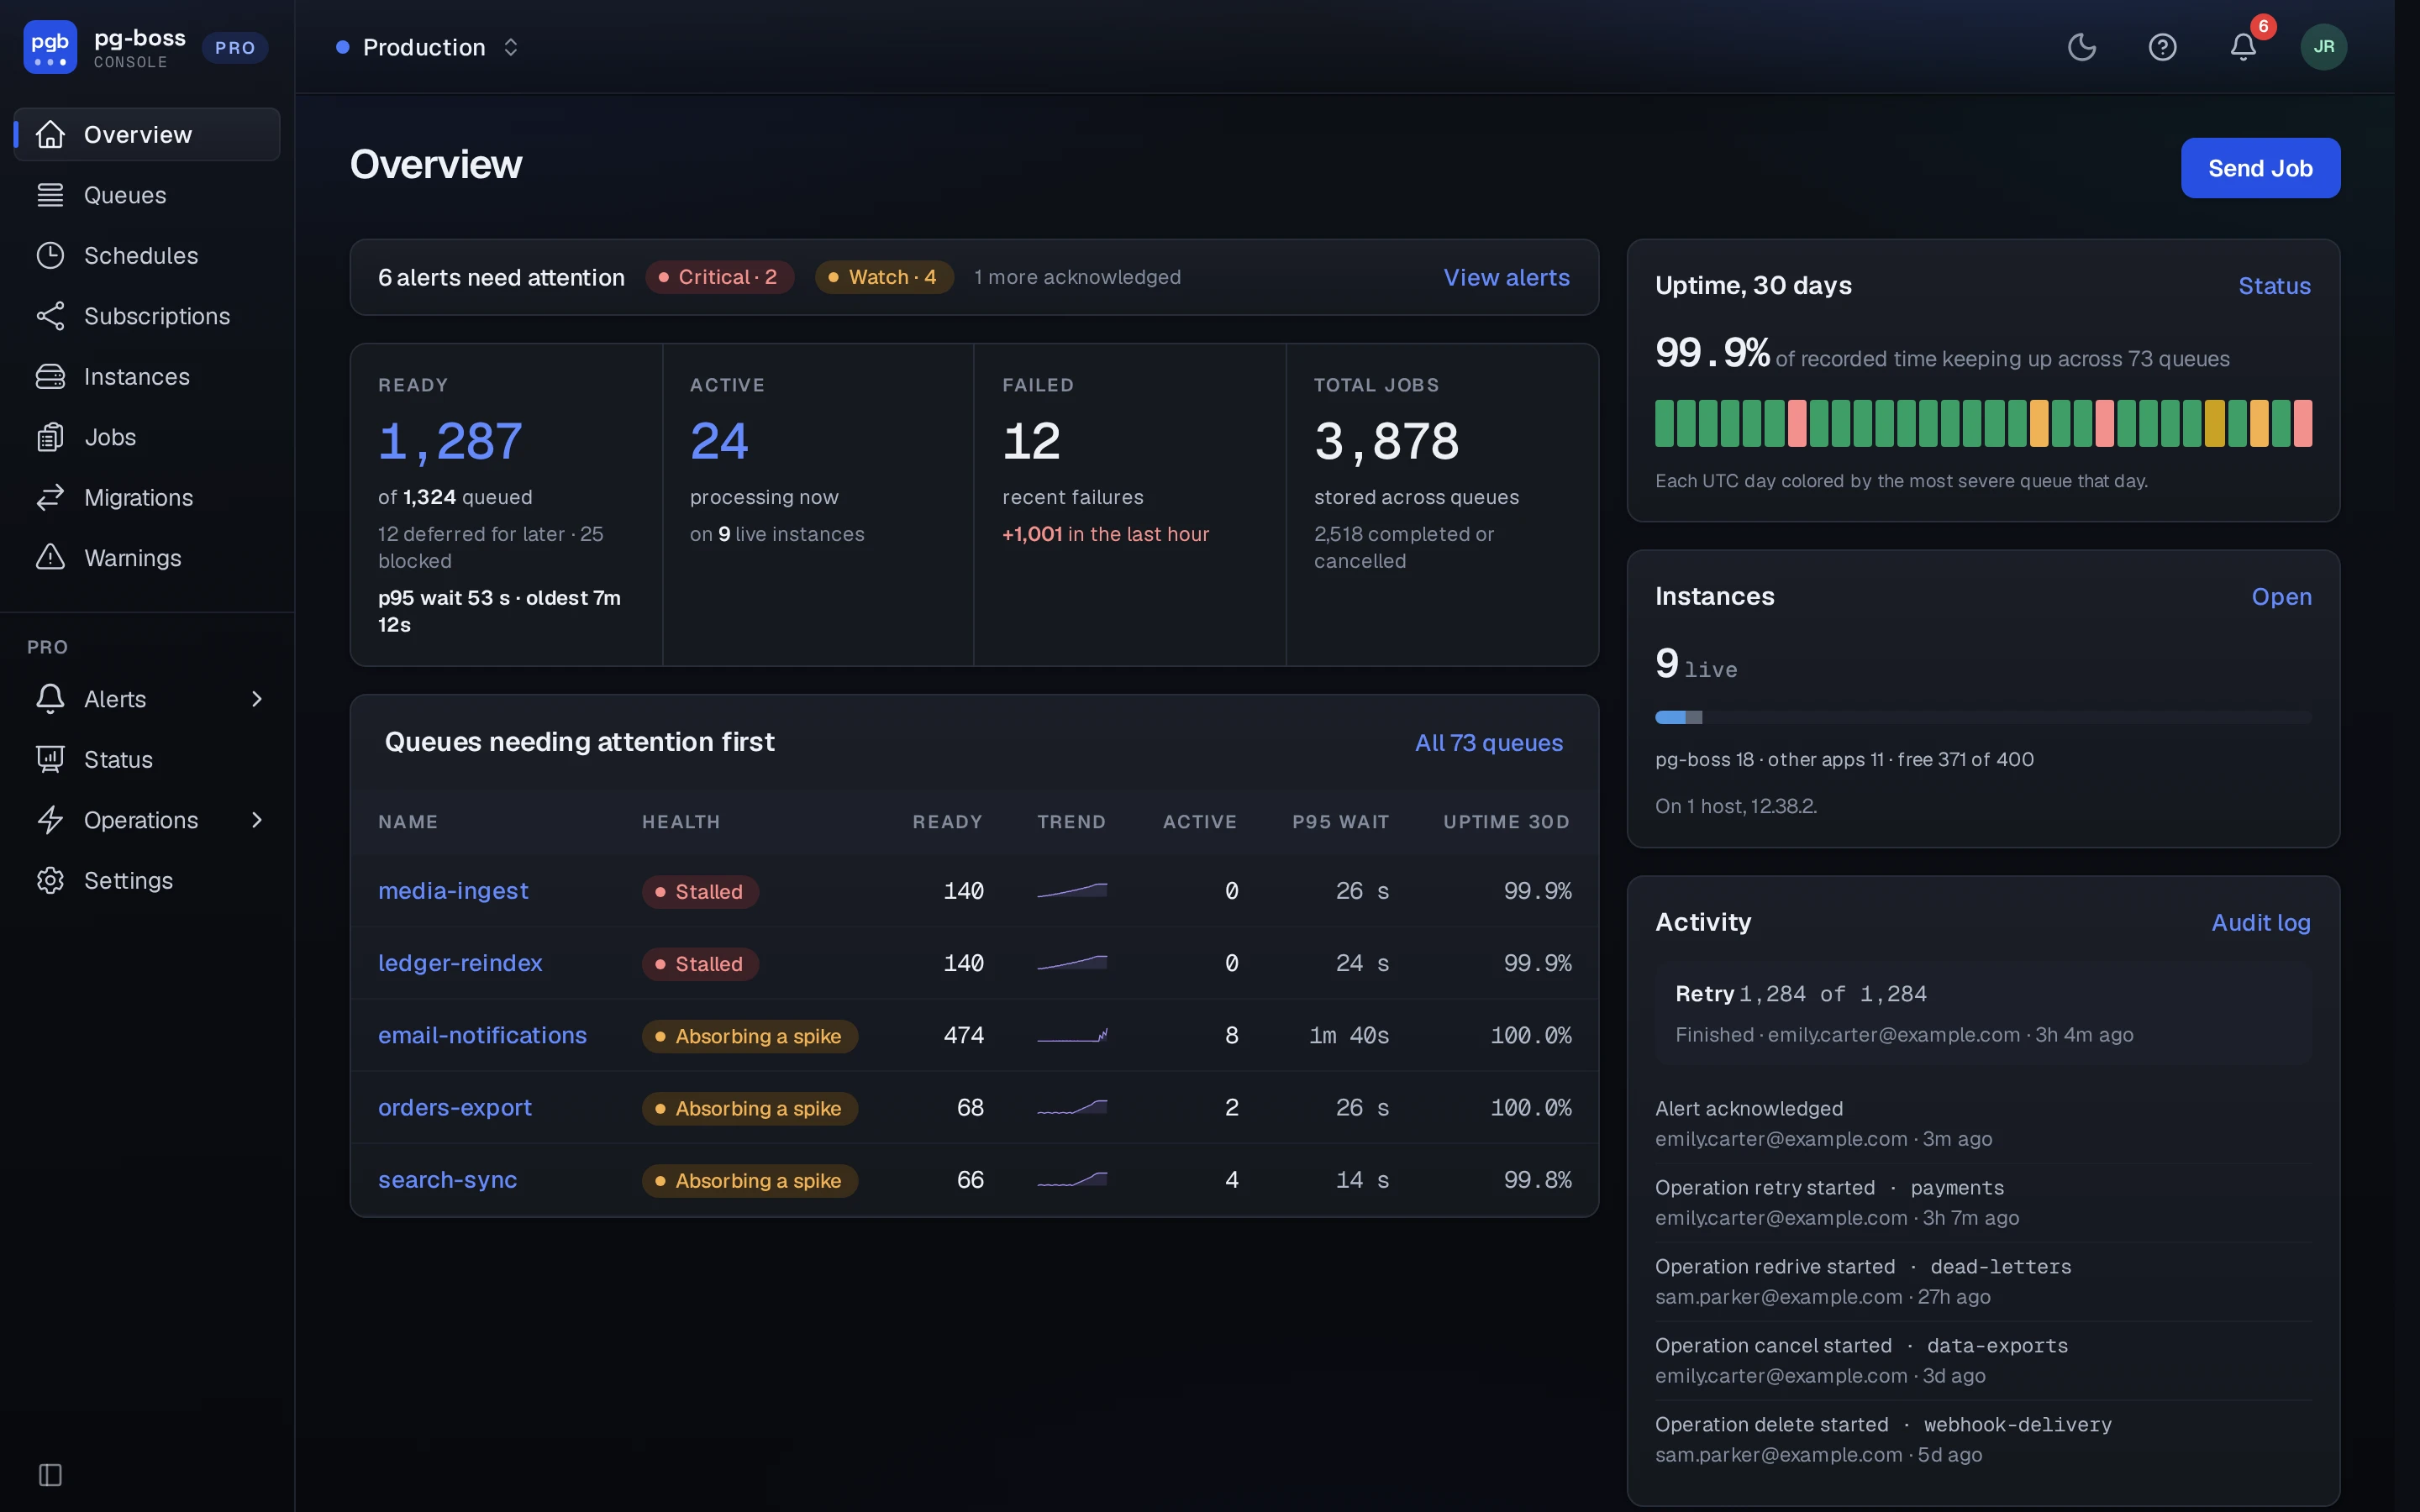 pgb
pg-boss
CONSOLE
PRO
Production
6
JR
Overview
Queues
Schedules
Subscriptions
Instances
Jobs
Migrations
Warnings
PRO
Alerts
Status
Operations
Settings
Overview
Send Job
6 alerts need attention
Critical · 2
Watch · 4
1 more acknowledged
View alerts
READY
1,287
of 1,324 queued
12 deferred for later · 25
blocked
p95 wait 53 s · oldest 7m
12s
ACTIVE
24
processing now
on 9 live instances
FAILED
12
recent failures
+1,001 in the last hour
TOTAL JOBS
3,878
stored across queues
2,518 completed or
cancelled
Queues needing attention first
All 73 queues
NAME HEALTH READY TREND ACTIVE P95 WAIT UPTIME 30D
media-ingest Stalled 140 0 26 s 99.9%
ledger-reindex Stalled 140 0 24 s 99.9%
email-notifications Absorbing a spike 474 8 1m 40s 100.0%
orders-export Absorbing a spike 68 2 26 s 100.0%
search-sync Absorbing a spike 66 4 14 s 99.8%
Uptime, 30 days
Status
99.9% of recorded time keeping up across 73 queues
Each UTC day colored by the most severe queue that day.
Instances
Open
9 live
pg-boss 18 · other apps 11 · free 371 of 400
On 1 host, 12.38.2.
Activity
Audit log
Retry 1,284 of 1,284
Finished · emily.carter@example.com · 3h 4m ago
Alert acknowledged
emily.carter@example.com · 3m ago
Operation retry started · payments
emily.carter@example.com · 3h 7m ago
Operation redrive started · dead-letters
sam.parker@example.com · 27h ago
Operation cancel started · data-exports
emily.carter@example.com · 3d ago
Operation delete started · webhook-delivery
sam.parker@example.com · 5d ago